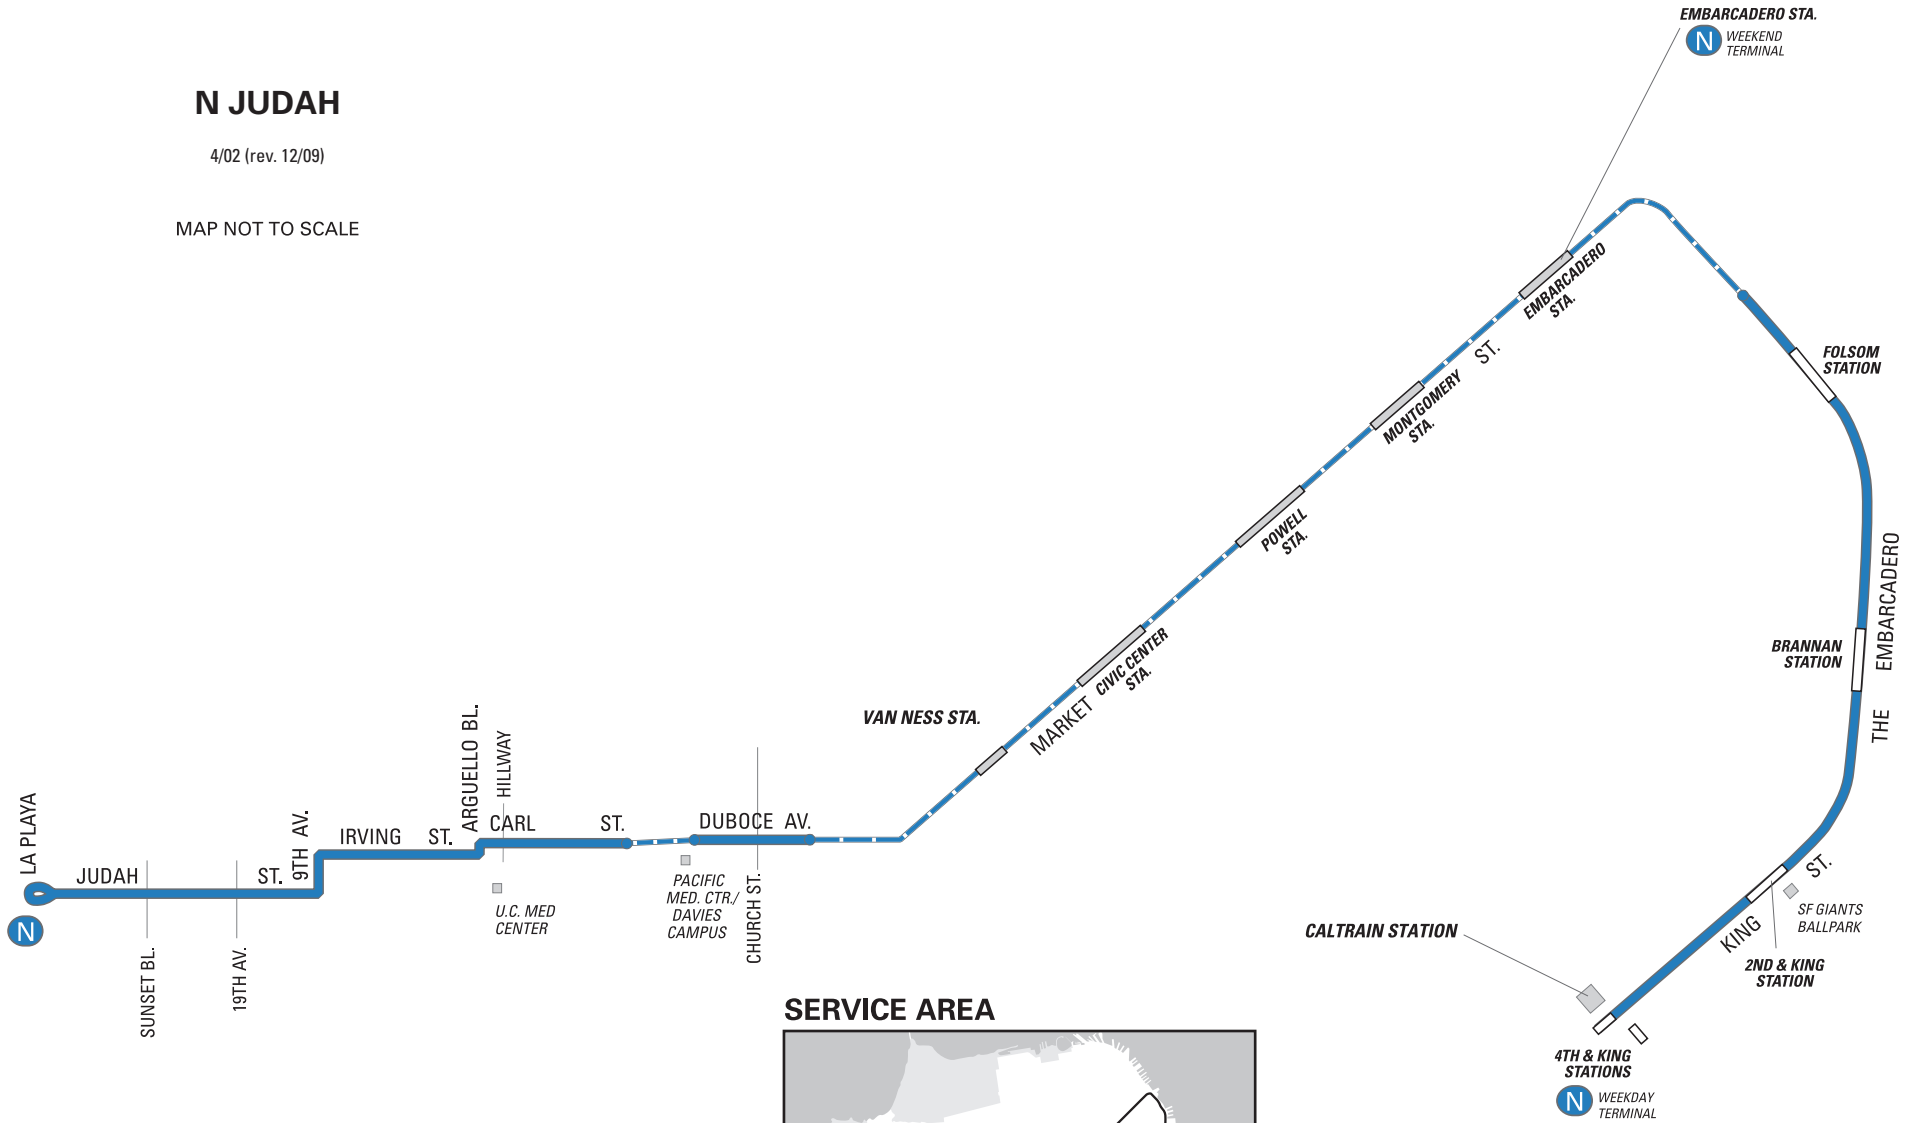 EMBARCADERO STA.
N WEEKEND
TERMINAL
N JUDAH
4/02 (rev. 12/09)
MAP NOT TO SCALE
EMBARCADERO
STA.
ST.
FOLSOM
STATION
MONTGOMERY
STA.
POWELL
STA.
EMBARCADERO
THE
BRANNAN
STATION
CIVIC CENTER
STA.
MARKET
VAN NESS STA.
ARGUELLO BL.
HILLWAY
LA PLAYA
9TH AV.
IRVING ST.
CARL ST.
DUBOCE AV.
JUDAH ST.
N
U.C. MED
CENTER
PACIFIC
MED. CTR./
DAVIES
CAMPUS
CHURCH ST.
SUNSET BL.
19TH AV.
ST.
KING
SF GIANTS
BALLPARK
CALTRAIN STATION
2ND & KING
STATION
4TH & KING
STATIONS
N WEEKDAY
TERMINAL
SERVICE AREA